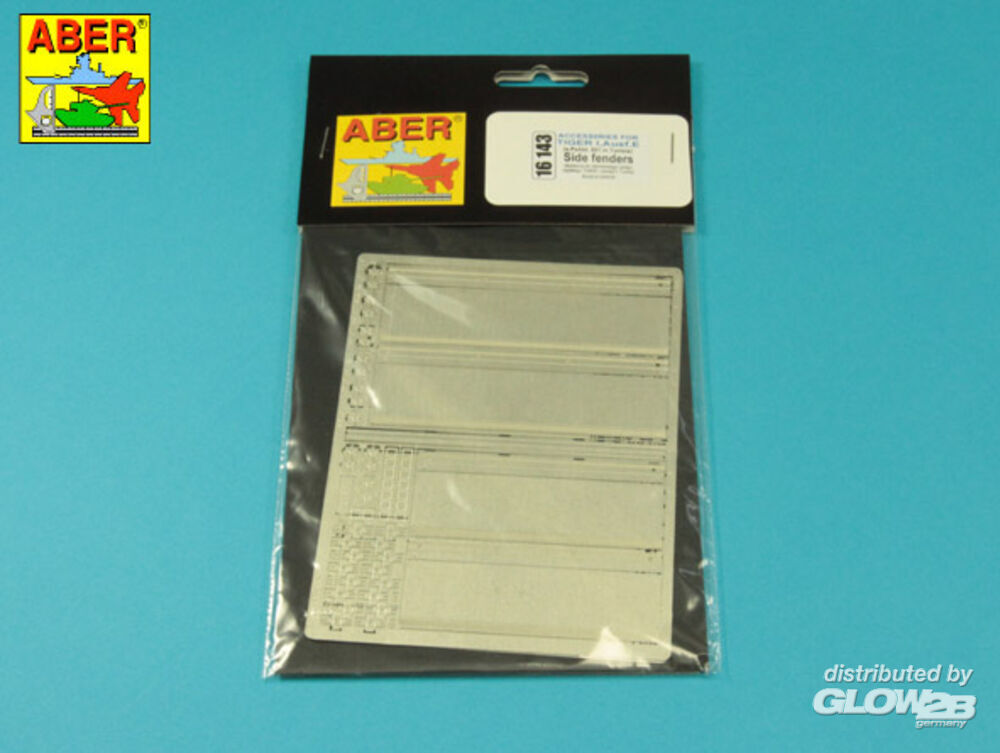 ABER®
ABER®
16 143
ACCESSORIES FOR
TIGER I,Ausf.E
Side fenders
distributed by
GLOW2B
germany